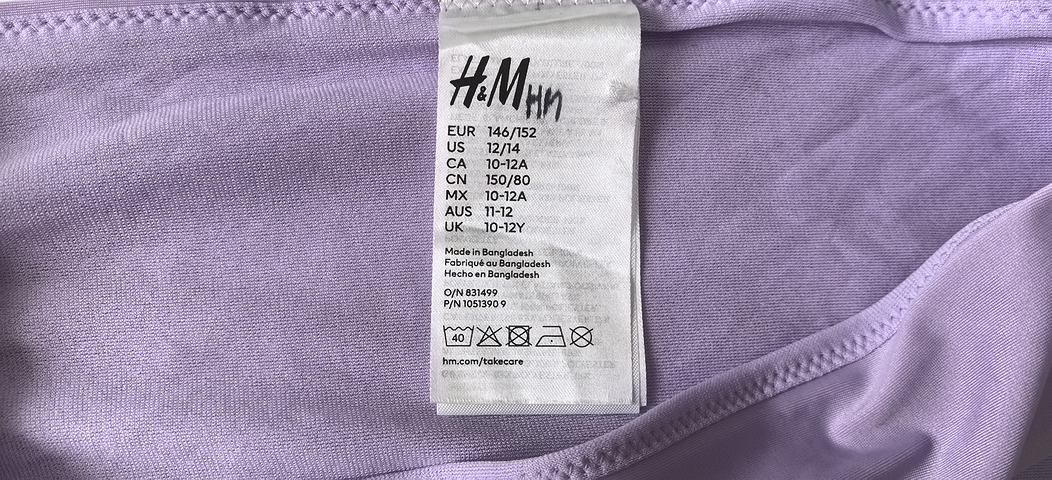 H&M HM
EUR 146/152
US 12/14
CA 10-12A
CN 150/80
MX 10-12A
AUS 11-12
UK 10-12Y
Made in Bangladesh
Fabriqué au Bangladesh
Hecho en Bangladesh
O/N 831499
P/N 1051390 9
40
hm.com/takecare